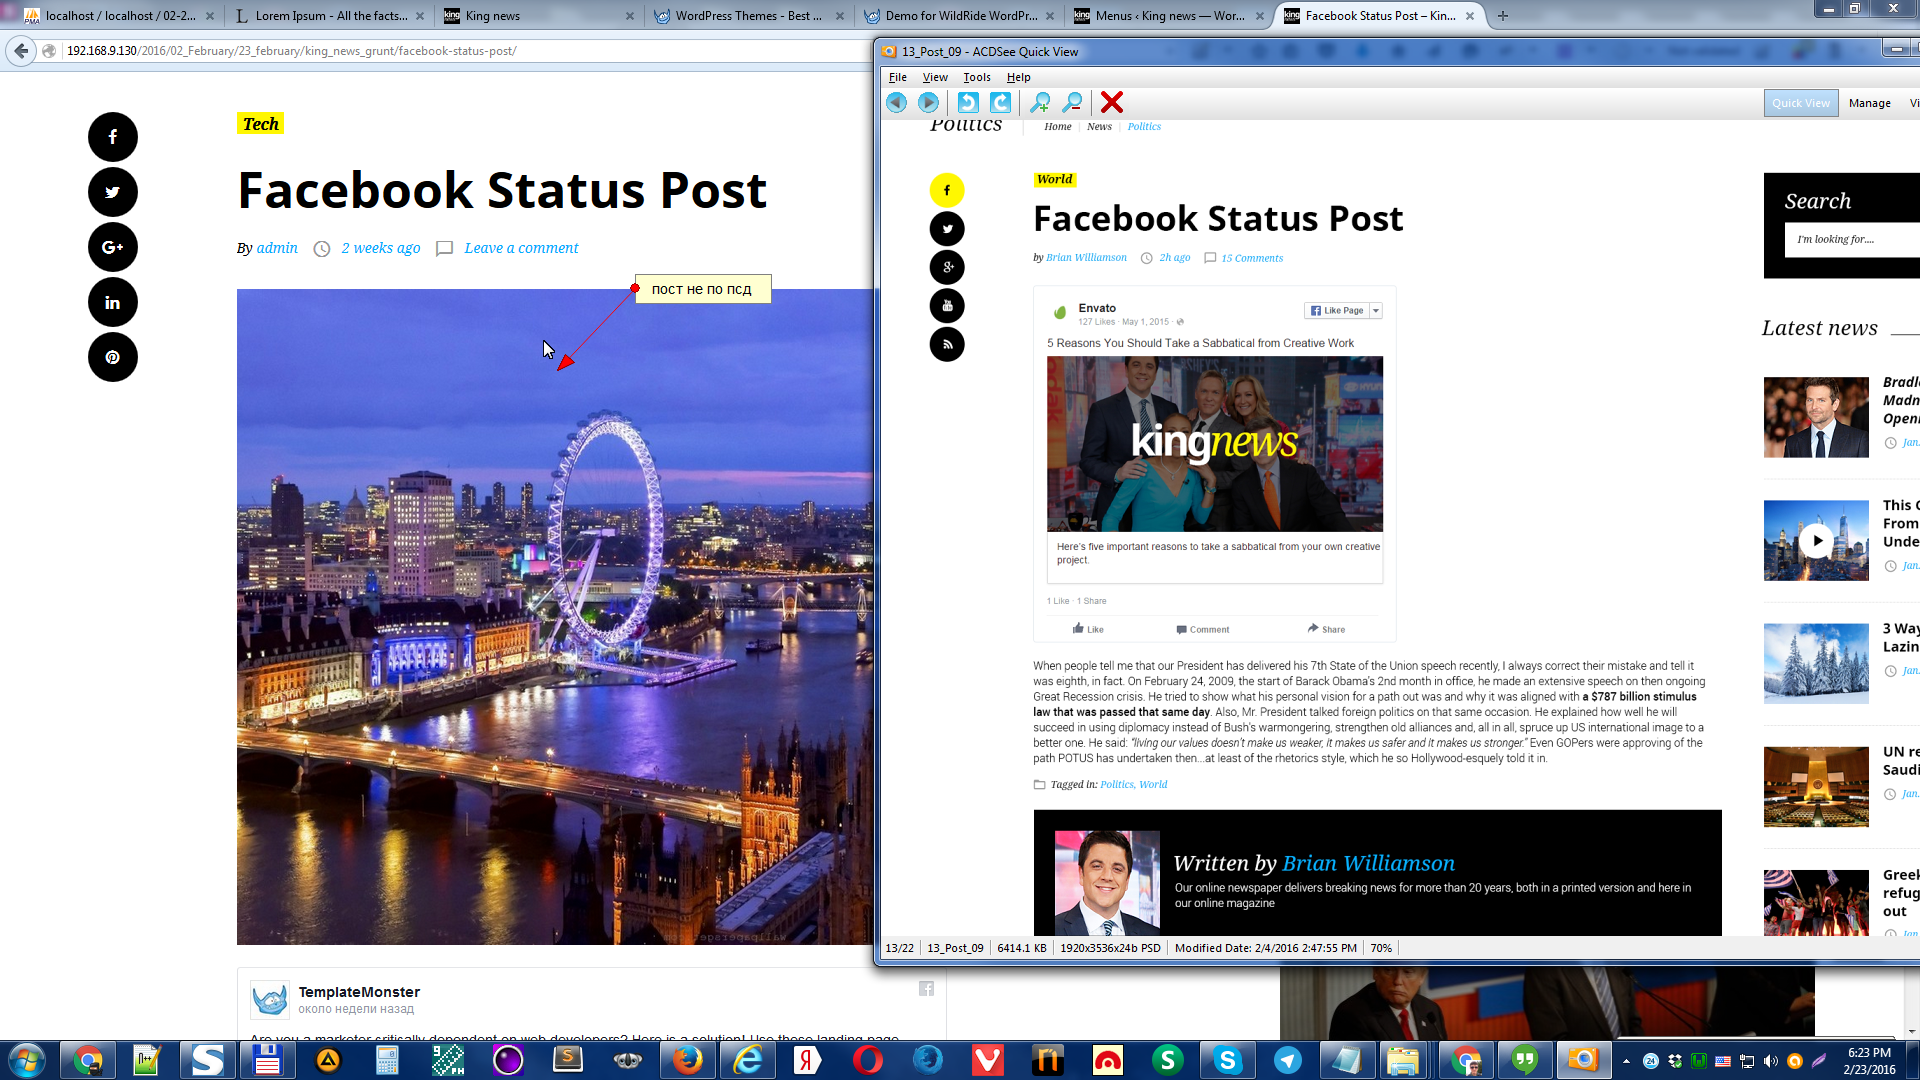 localhost / localhost / 02-2...
Lorem Ipsum - All the facts...
King news
WordPress Themes - Best ...
Demo for WildRide WordPr...
Menus ‹ King news — Wor...
Facebook Status Post – Kin...
192.168.9.130/2016/02_February/23_february/king_news_grunt/facebook-status-post/
Tech
Facebook Status Post
By admin 2 weeks ago Leave a comment
пост не по псд
TemplateMonster
около недели назад
Are you a marketer critically dependent on web developers? Here is a solution! Use these landing page
13_Post_09 - ACDSee Quick View
File View Tools Help
Quick View Manage
Politics Home News Politics
World
Facebook Status Post
by Brian Williamson 2h ago 15 Comments
Envato
127 Likes · May 1, 2015 ·
Like Page
5 Reasons You Should Take a Sabbatical from Creative Work
kingnews
Here's five important reasons to take a sabbatical from your own creative
project.
1 Like · 1 Share
Like Comment Share
When people tell me that our President has delivered his 7th State of the Union speech recently, I always correct their mistake and tell it
was eighth, in fact. On February 24, 2009, the start of Barack Obama's 2nd month in office, he made an extensive speech on then ongoing
Great Recession crisis. He tried to show what his personal vision for a path out was and why it was aligned with a $787 billion stimulus
law that was passed that same day. Also, Mr. President talked foreign politics on that same occasion. He explained how well he will
succeed in using diplomacy instead of Bush's warmongering, strengthen old alliances and, all in all, spruce up US international image to a
better one. He said: "living our values doesn't make us weaker, it makes us safer and it makes us stronger." Even GOPers were approving of the
path POTUS has undertaken then...at least of the rhetorics style, which he so Hollywood-esquely told it in.
Tagged in: Politics, World
Written by Brian Williamson
Our online newspaper delivers breaking news for more than 20 years, both in a printed version and here in
our online magazine
Search
I'm looking for....
Latest news
Bradl
Madn
Openi
Jan.
This C
From
Unde
Jan.
3 Way
Lazin
Jan.
UN re
Saudi
Jan.
Greek
refug
out
Jan.
13/22 13_Post_09 6414.1 KB 1920x3536x24b PSD Modified Date: 2/4/2016 2:47:55 PM 70%
6:23 PM
2/23/2016